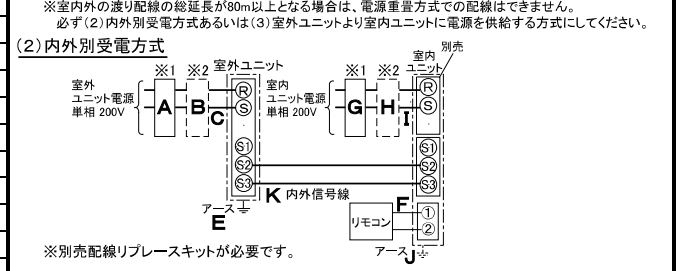 ※室内外の渡り配線の総延長が80m以上となる場合は、電源重畳方式での配線はできません。
必ず(2)内外別受電方式あるいは(3)室外ユニットより室内ユニットに電源を供給する方式にしてください。
(2)内外別受電方式
別売
※1 ※2 室外ユニット ※1 ※2 室内ユニット
室外
ユニット電源
単相 200V
A B C
R
S
S1
S2
S3
室内
ユニット電源
単相 200V
G H I
R
S
S1
S2
S3
K 内外信号線
アース
E
リモコン
F
①
②
アース J
※別売配線リプレースキットが必要です。